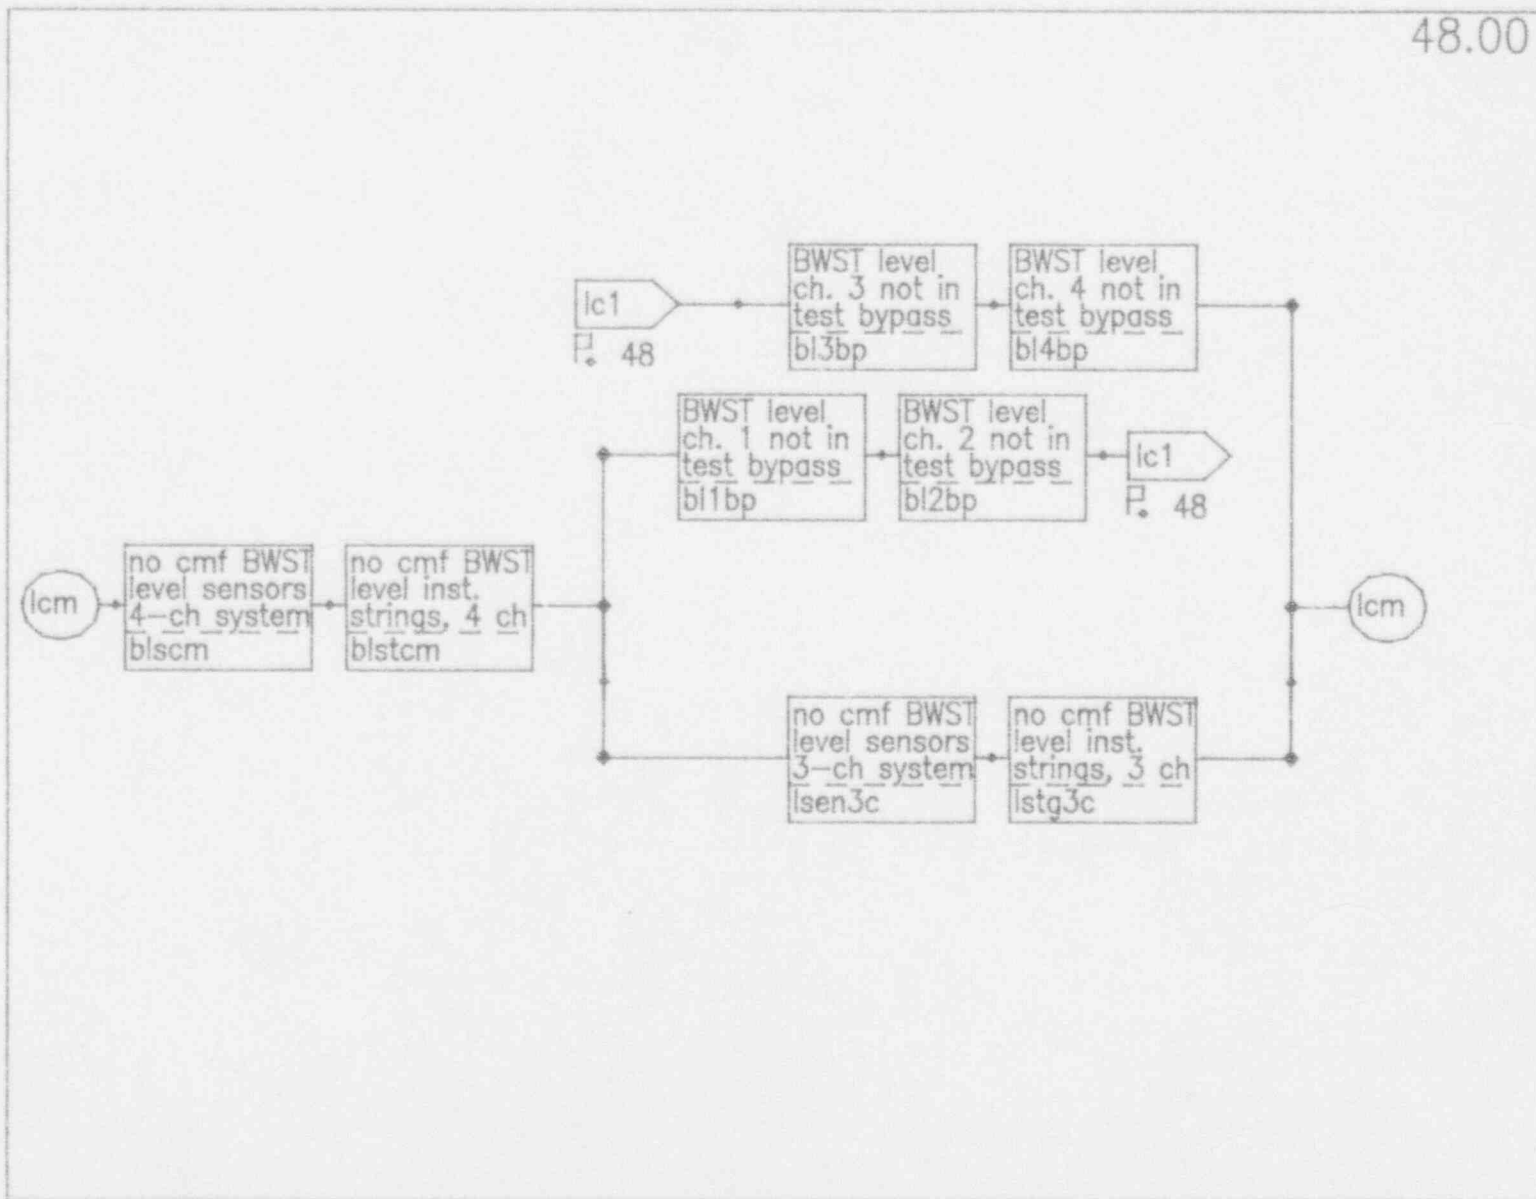 48.00
lc1
P. 48
BWST level
ch. 3 not in
test bypass
bl3bp
BWST level
ch. 4 not in
test bypass
bl4bp
BWST level
ch. 1 not in
test bypass
bl1bp
BWST level
ch. 2 not in
test bypass
bl2bp
lc1
P. 48
lcm
no cmf BWST
level sensors
4-ch system
blscm
no cmf BWST
level inst.
strings, 4 ch
blstcm
lcm
no cmf BWST
level sensors
3-ch system
lsen3c
no cmf BWST
level inst.
strings, 3 ch
lstg3c